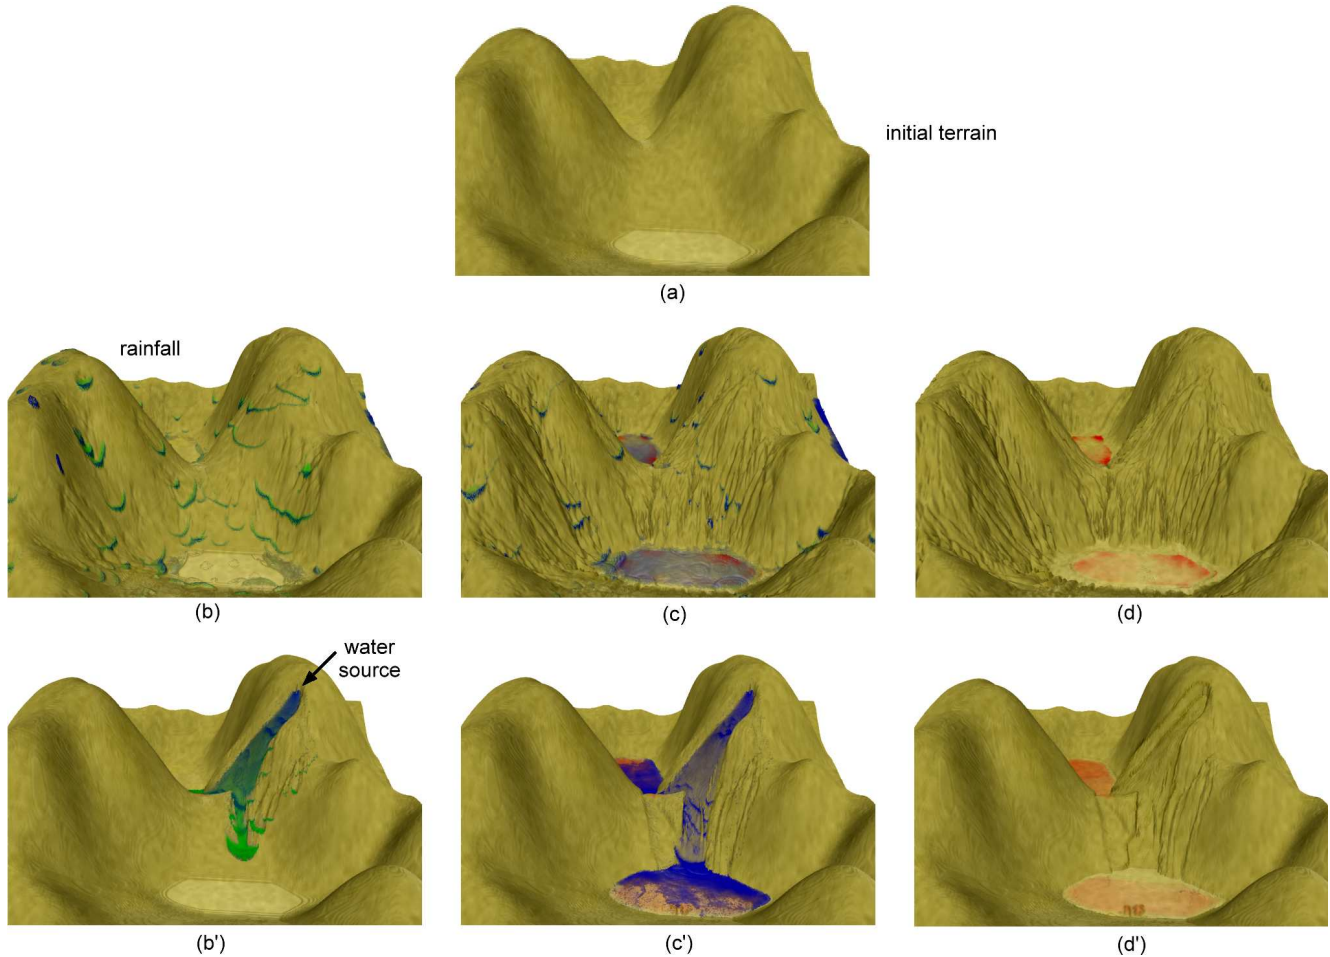 initial terrain
(a)
rainfall
(b)
(c)
(d)
water
source
(b')
(c')
(d')